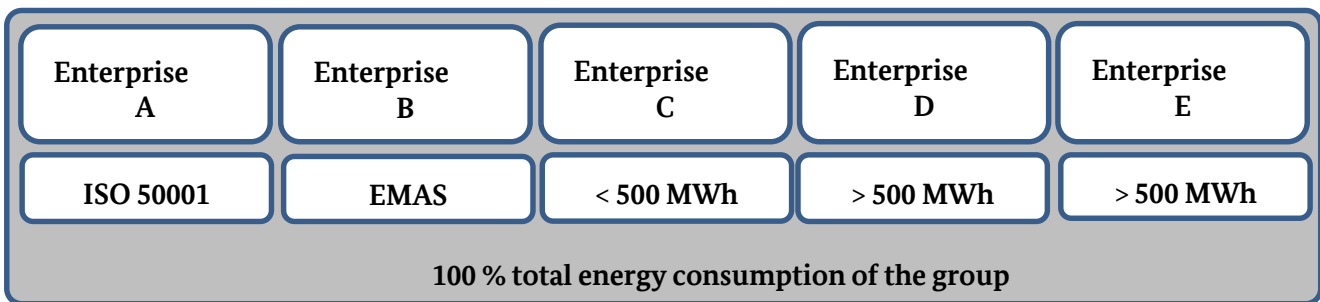 Enterprise
A
Enterprise
B
Enterprise
C
Enterprise
D
Enterprise
E
ISO 50001
EMAS
< 500 MWh
> 500 MWh
> 500 MWh
100 % total energy consumption of the group